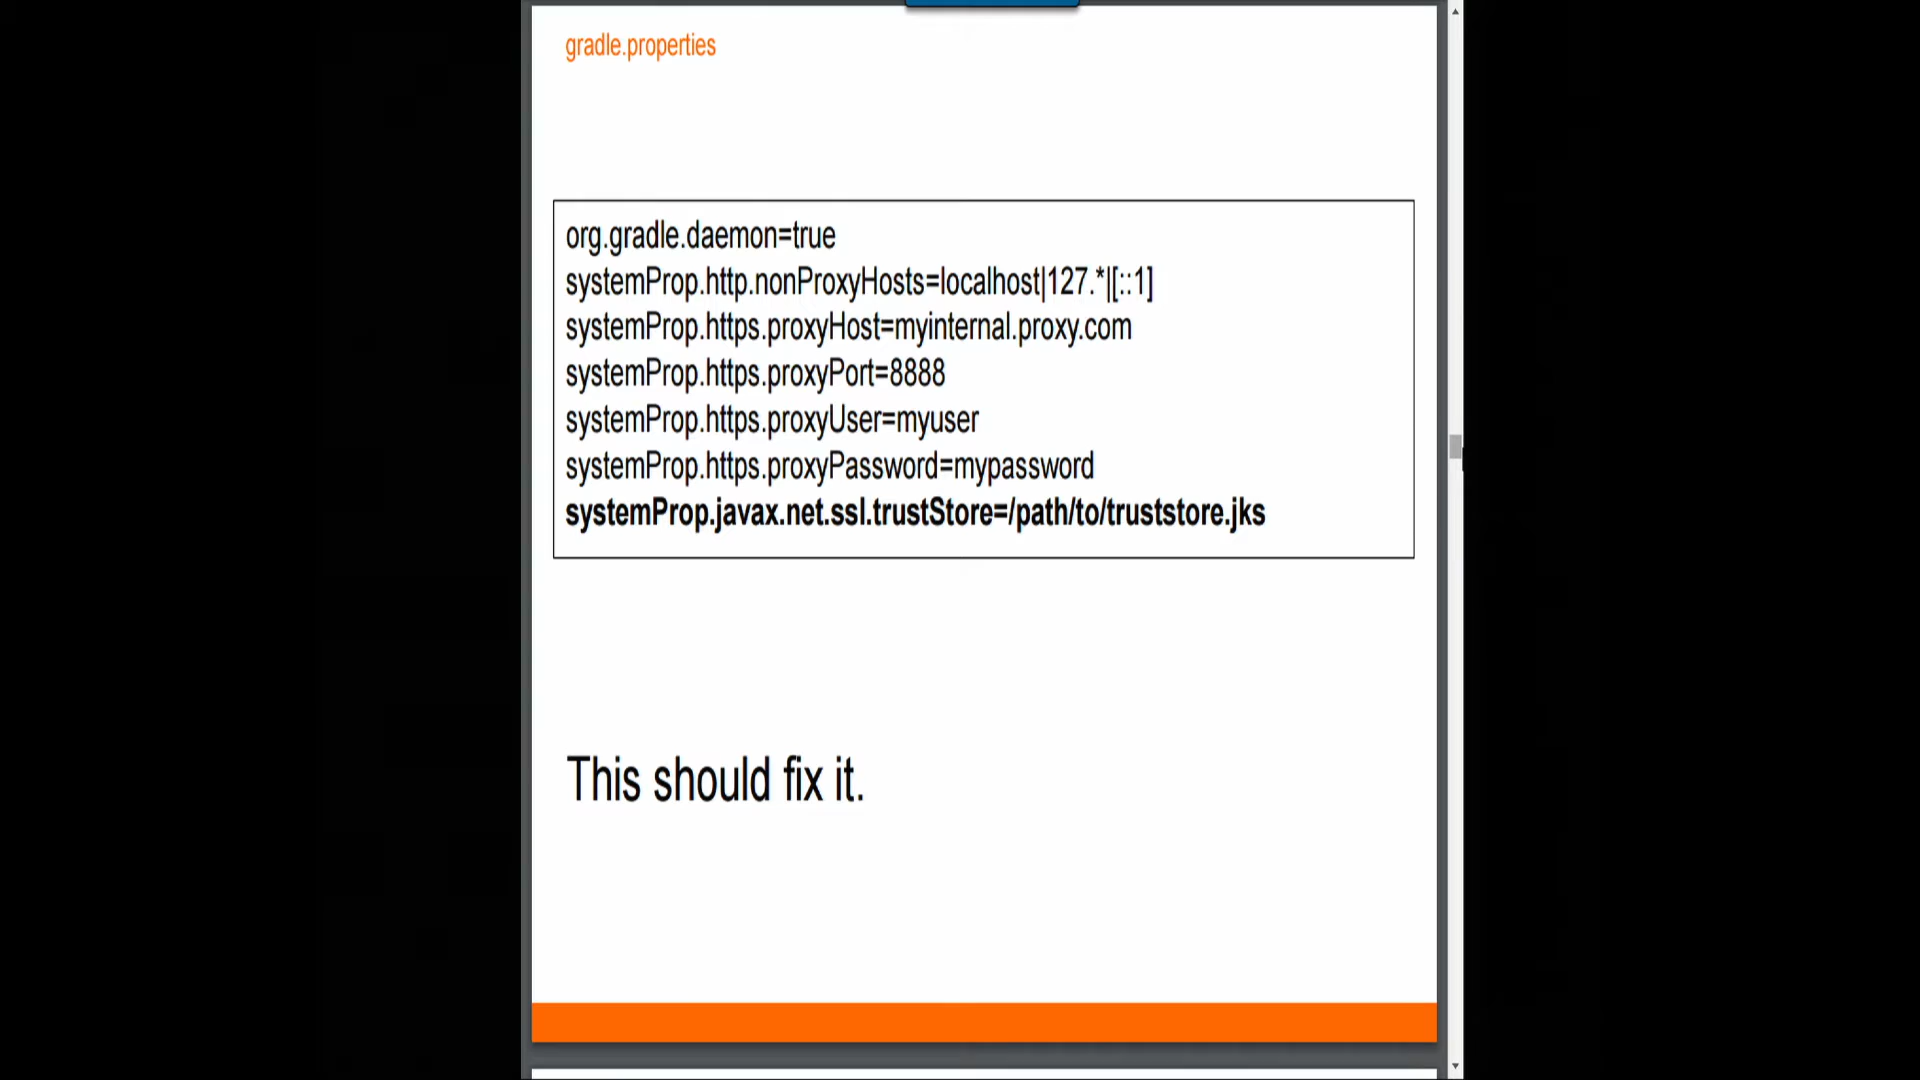 gradle.properties
org.gradle.daemon=true
systemProp.http.nonProxyHosts=localhost|127.*|[::1]
systemProp.https.proxyHost=myinternal.proxy.com
systemProp.https.proxyPort=8888
systemProp.https.proxyUser=myuser
systemProp.https.proxyPassword=mypassword
systemProp.javax.net.ssl.trustStore=/path/to/truststore.jks
This should fix it.